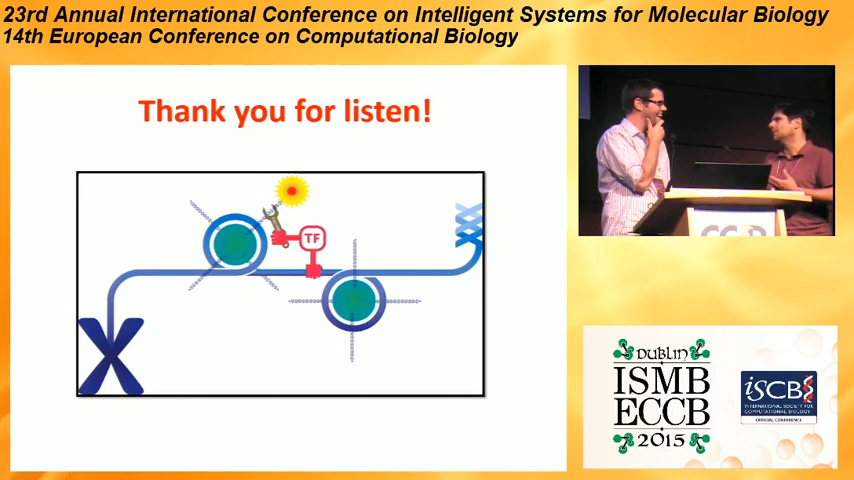 23rd Annual International Conference on Intelligent Systems for Molecular Biology
14th European Conference on Computational Biology
Thank you for listen!
TF
DUBLIN
ISMB
ECCB
2015
iSCB
INTERNATIONAL SOCIETY FOR
COMPUTATIONAL BIOLOGY
OFFICIAL CONFERENCE